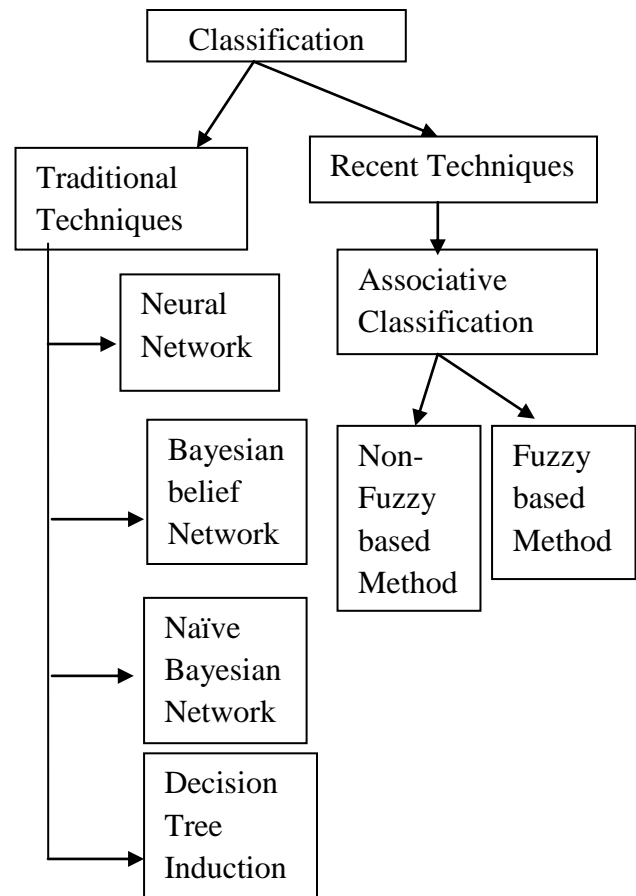 Classification
Traditional
Techniques
Recent Techniques
Neural
Network
Associative
Classification
Bayesian
belief
Network
Non-
Fuzzy
based
Method
Fuzzy
based
Method
Naïve
Bayesian
Network
Decision
Tree
Induction